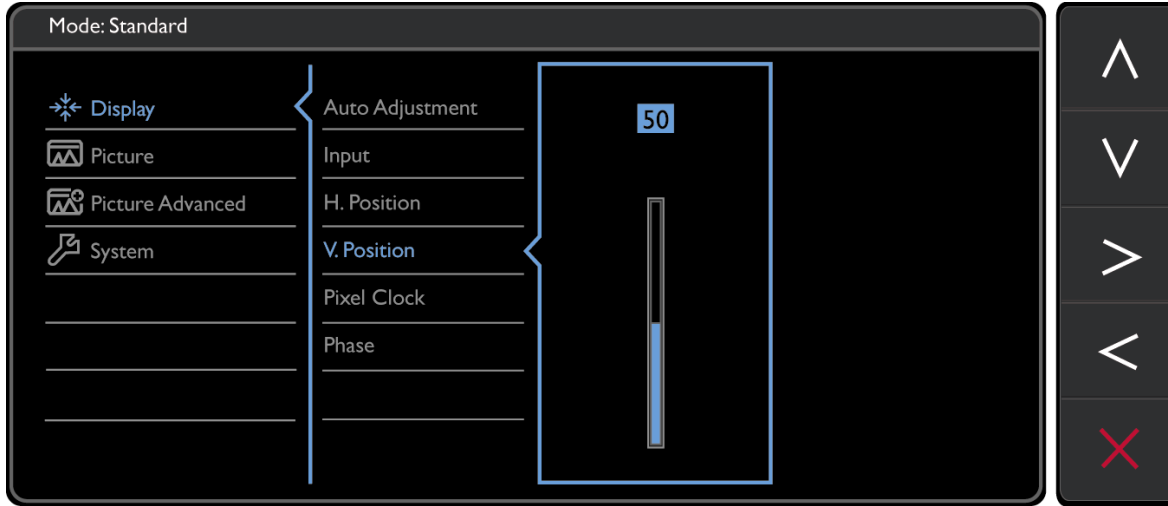 Mode: Standard
Display
Picture
Picture Advanced
System
Auto Adjustment
Input
H. Position
V. Position
Pixel Clock
Phase
50